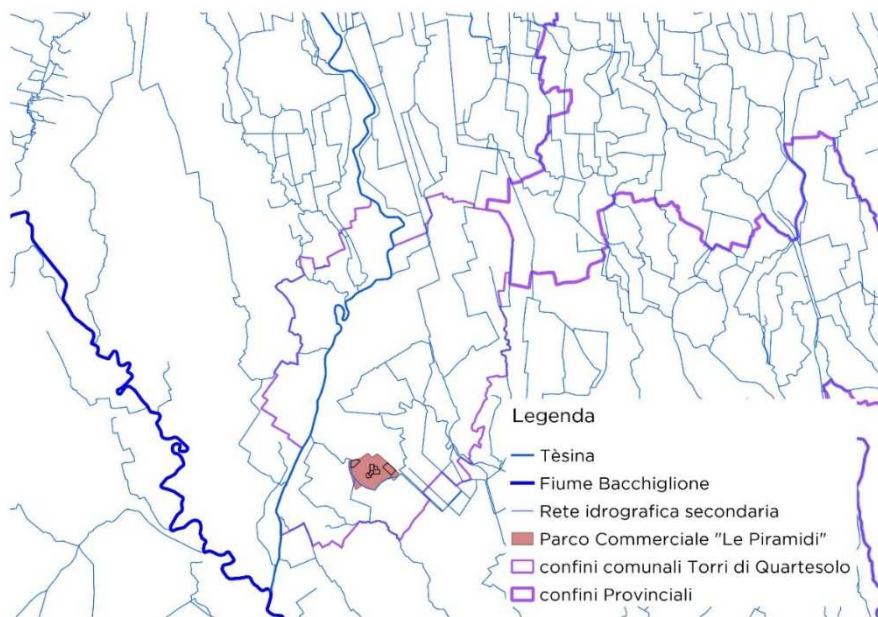 Legenda
Tèsina
Fiume Bacchiglione
Rete idrografica secondaria
Parco Commerciale "Le Piramidi"
confini comunali Torri di Quartesolo
confini Provinciali